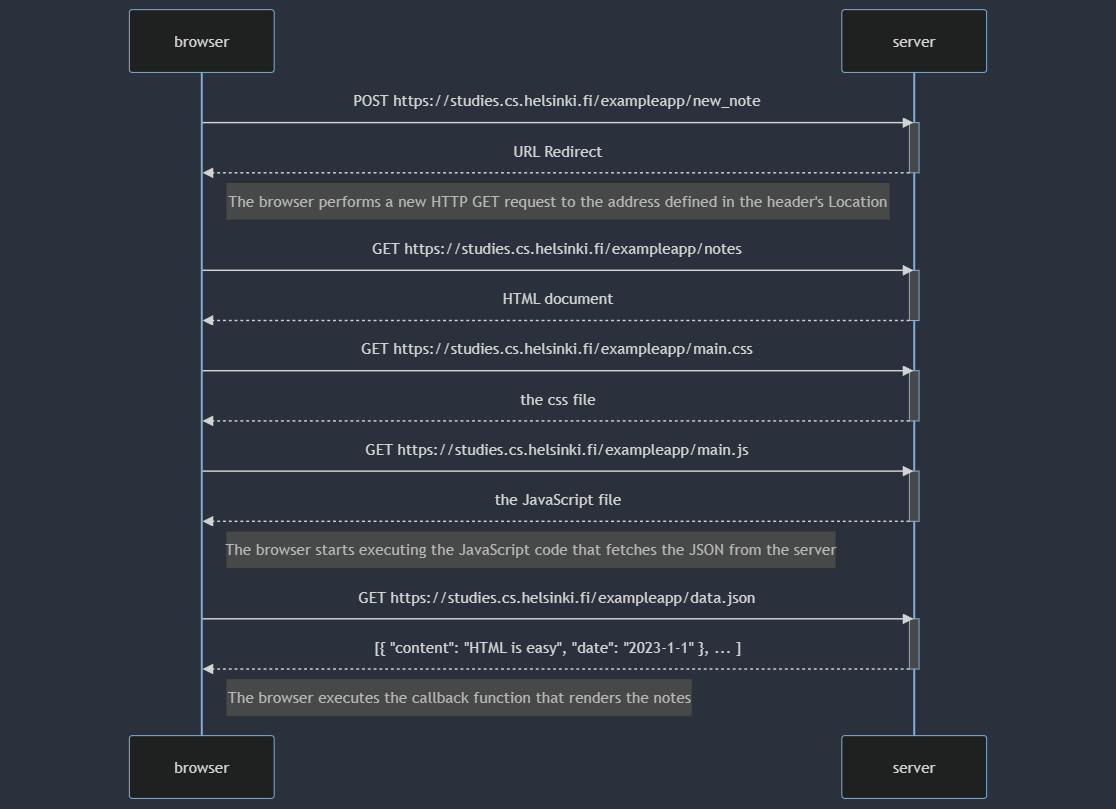 browser
server
POST https://studies.cs.helsinki.fi/exampleapp/new_note
URL Redirect
The browser performs a new HTTP GET request to the address defined in the header's Location
GET https://studies.cs.helsinki.fi/exampleapp/notes
HTML document
GET https://studies.cs.helsinki.fi/exampleapp/main.css
the css file
GET https://studies.cs.helsinki.fi/exampleapp/main.js
the JavaScript file
The browser starts executing the JavaScript code that fetches the JSON from the server
GET https://studies.cs.helsinki.fi/exampleapp/data.json
[{ "content": "HTML is easy", "date": "2023-1-1" }, ... ]
The browser executes the callback function that renders the notes
browser
server